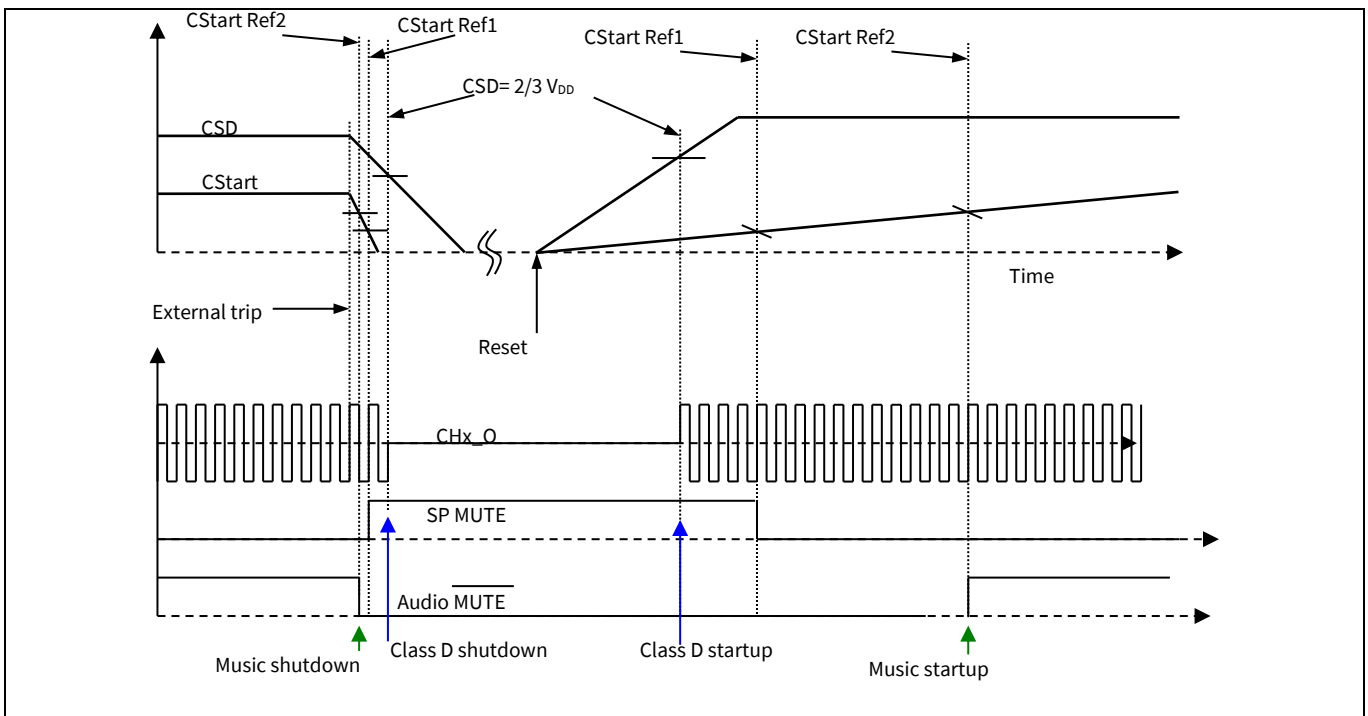 CStart Ref2
CStart Ref1
CStart Ref1
CStart Ref2
CSD= 2/3 VDD
CSD
CStart
Time
External trip
Reset
CHx_O
SP MUTE
Audio MUTE
Music shutdown
Class D shutdown
Class D startup
Music startup